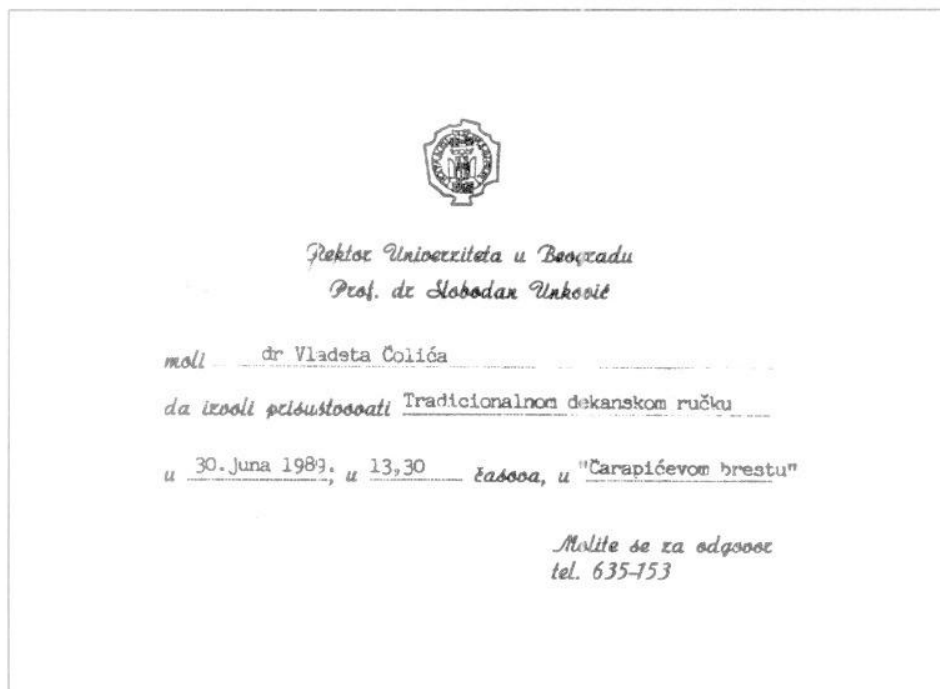 Rektor Univerziteta u Beogradu
Prof. dr Slobodan Unković
moli dr Vladeta Čolića
da izvoli prisustvovati Tradicionalnom dekanskom ručku
u 30.juna 1989. u 13,30 časova, u "Čarapićevom brestu"
Molite se za odgovor
tel. 635-153